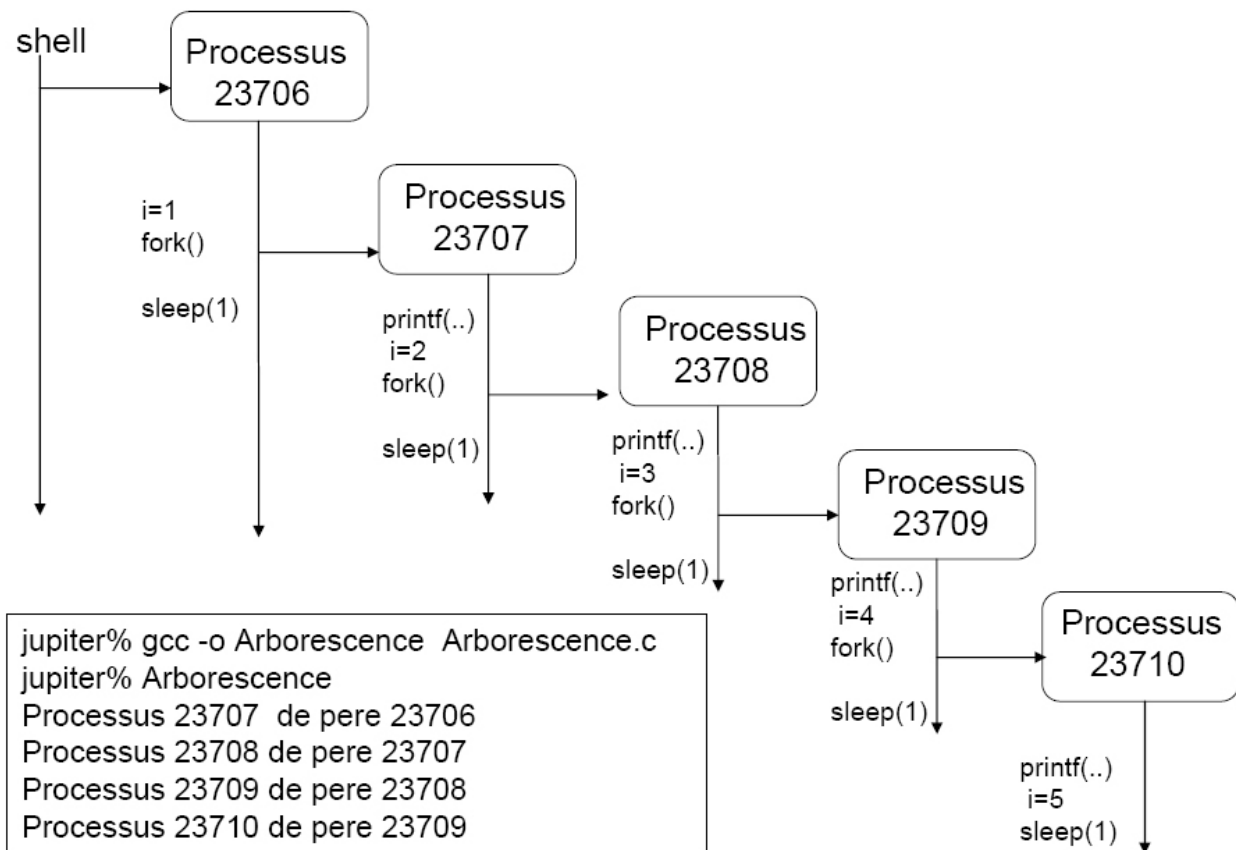 shell
Processus
23706
i=1
fork()
sleep(1)
Processus
23707
printf(..)
i=2
fork()
sleep(1)
Processus
23708
printf(..)
i=3
fork()
sleep(1)
Processus
23709
printf(..)
i=4
fork()
sleep(1)
Processus
23710
printf(..)
i=5
sleep(1)
jupiter% gcc -o Arborescence Arborescence.c
jupiter% Arborescence
Processus 23707 de pere 23706
Processus 23708 de pere 23707
Processus 23709 de pere 23708
Processus 23710 de pere 23709